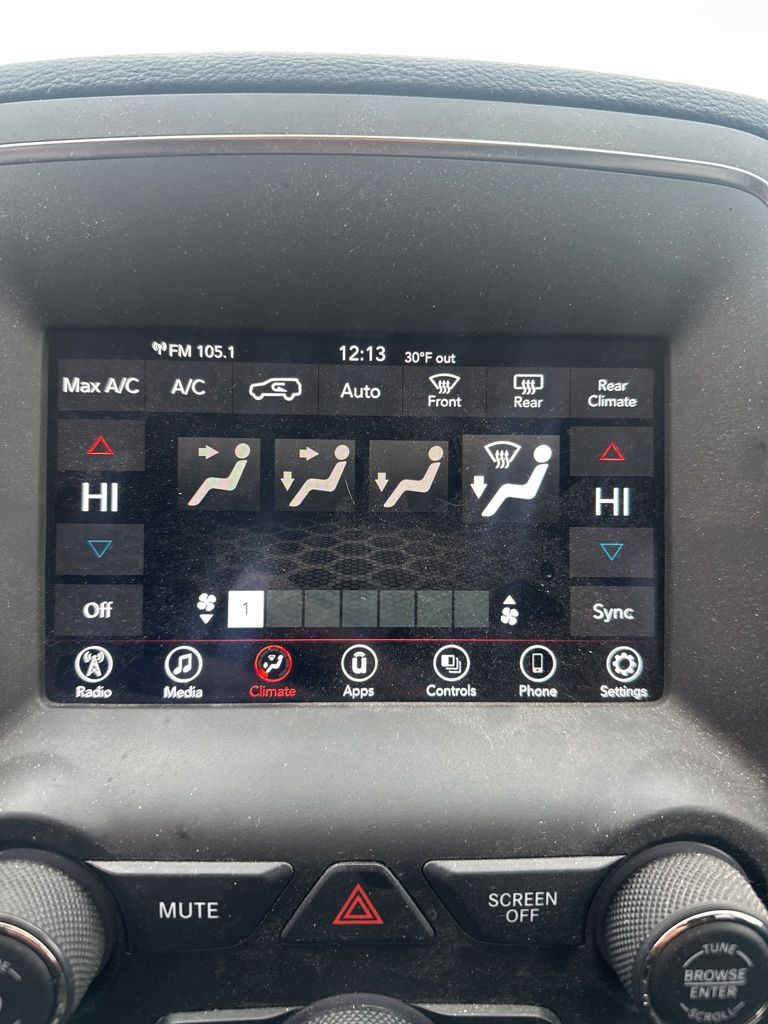 FM 105.1 12:13 30°F out
Max A/C A/C Auto Front Rear Rear
Climate
HI HI
Off 1 Sync
Radio Media Climate Apps Controls Phone Settings
MUTE SCREEN
OFF
TUNE
BROWSE
ENTER
SCROLL